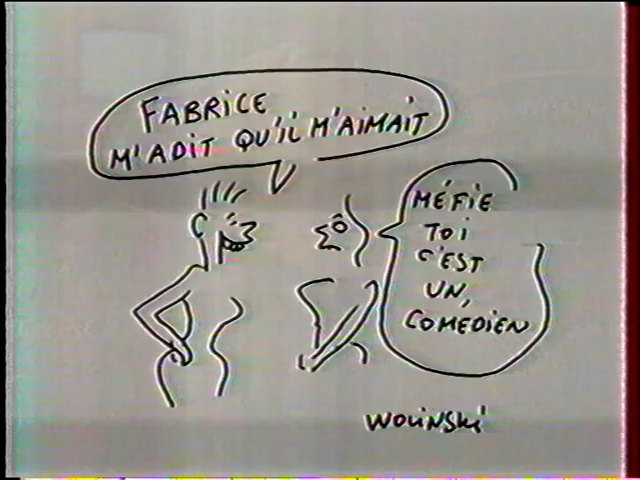 FABRICE
M'A DIT QU'IL M'AIMAIT
MÉFIE
TOI
C'EST
UN,
COMEDIEN
WOLINSKI